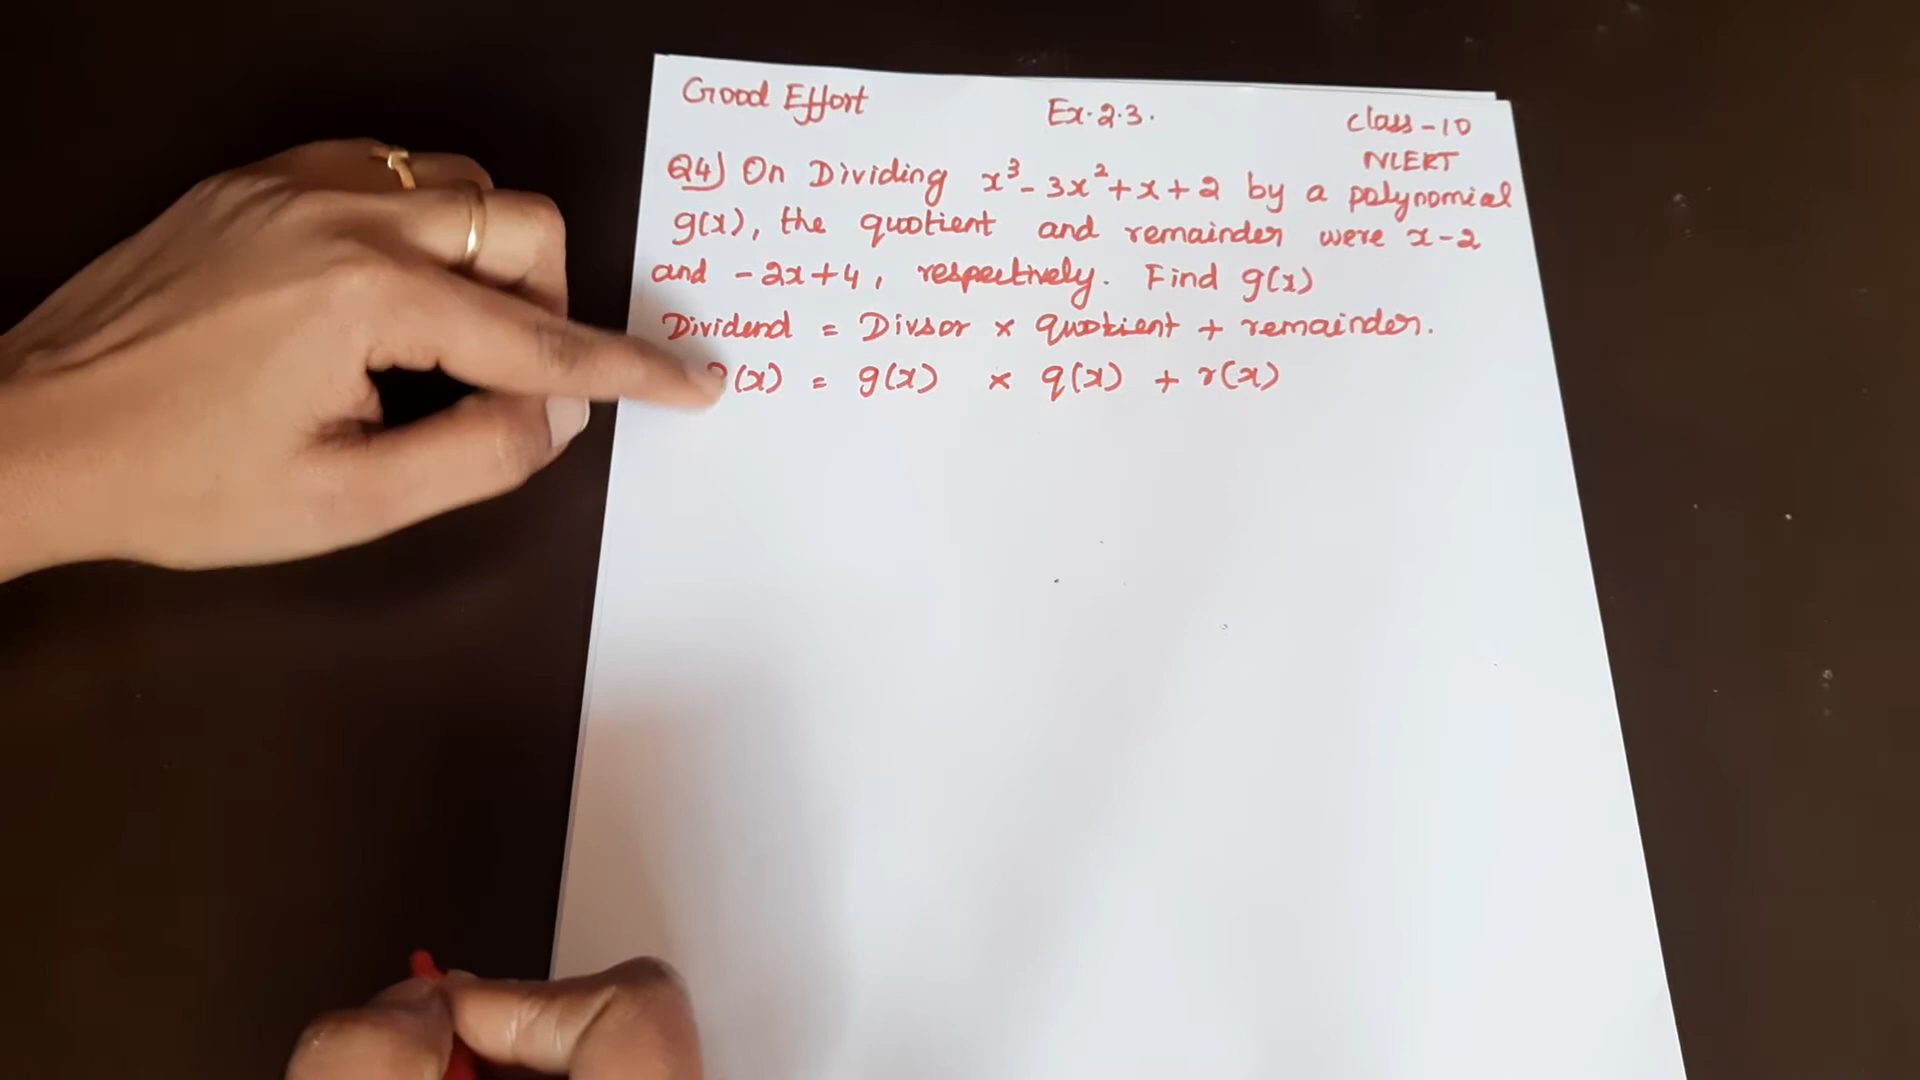 Good Effort Ex.2.3. class-10
NCERT
Q4) On Dividing x³-3x²+x+2 by a polynomial
g(x), the quotient and remainder were x-2
and -2x+4, respectively. Find g(x)
Dividend = Divsor × quotient + remainder.
(x) = g(x) × q(x) + r(x)